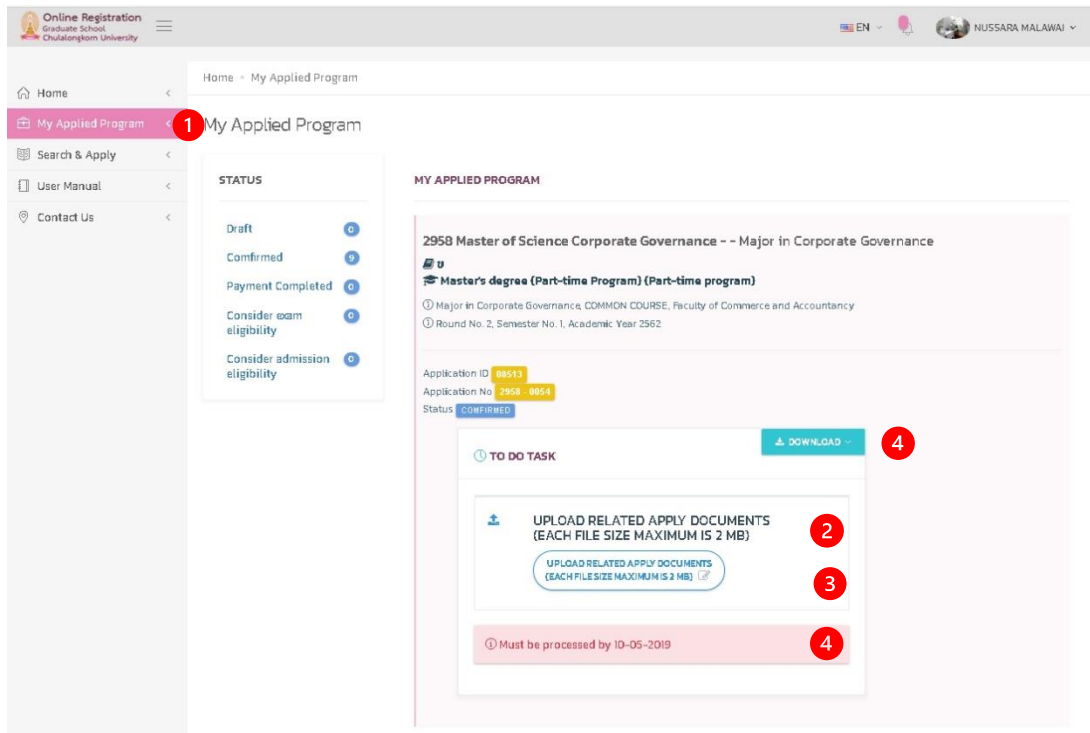 Online Registration
Graduate School
Chulalongkorn University
EN
NUSSARA MALAWAI
Home
My Applied Program
Search & Apply
User Manual
Contact Us
1
Home
My Applied Program
My Applied Program
STATUS
Draft 0
Comfirmed 9
Payment Completed 0
Consider exam 0
eligibility
Consider admission 0
eligibility
MY APPLIED PROGRAM
2958 Master of Science Corporate Governance - - Major in Corporate Governance
ข
Master's degree (Part-time Program) (Part-time program)
Major in Corporate Governance, COMMON COURSE, Faculty of Commerce and Accountancy
Round No. 2, Semester No. 1, Academic Year 2562
Application ID 08513
Application No 2958 - 0054
Status COMFIRMED
DOWNLOAD
4
TO DO TASK
UPLOAD RELATED APPLY DOCUMENTS
(EACH FILE SIZE MAXIMUM IS 2 MB)
2
UPLOAD RELATED APPLY DOCUMENTS
(EACH FILE SIZE MAXIMUM IS 2 MB)
3
Must be processed by 10-05-2019
4